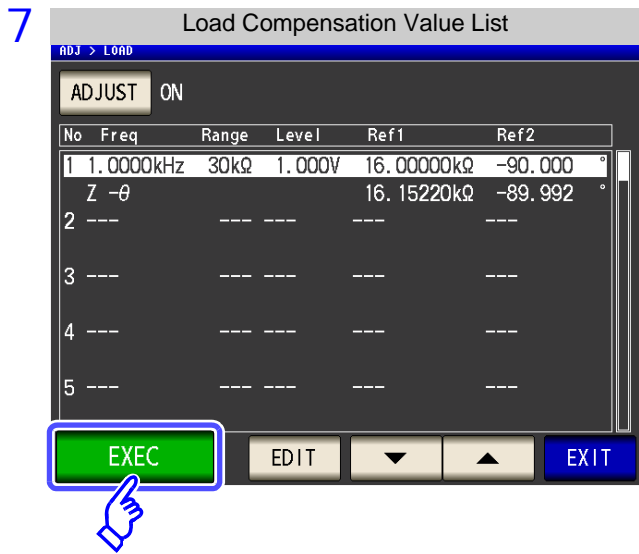 7
Load Compensation Value List
ADJ > LOAD
ADJUST ON
No Freq Range Level Ref1 Ref2
1 1.0000kHz 30kΩ 1.000V 16.00000kΩ -90.000 °
Z -θ 16.15220kΩ -89.992 °
2 --- --- --- --- ---
3 --- --- --- --- ---
4 --- --- --- --- ---
5 --- --- --- --- ---
EXEC EDIT ▼ ▲ EXIT